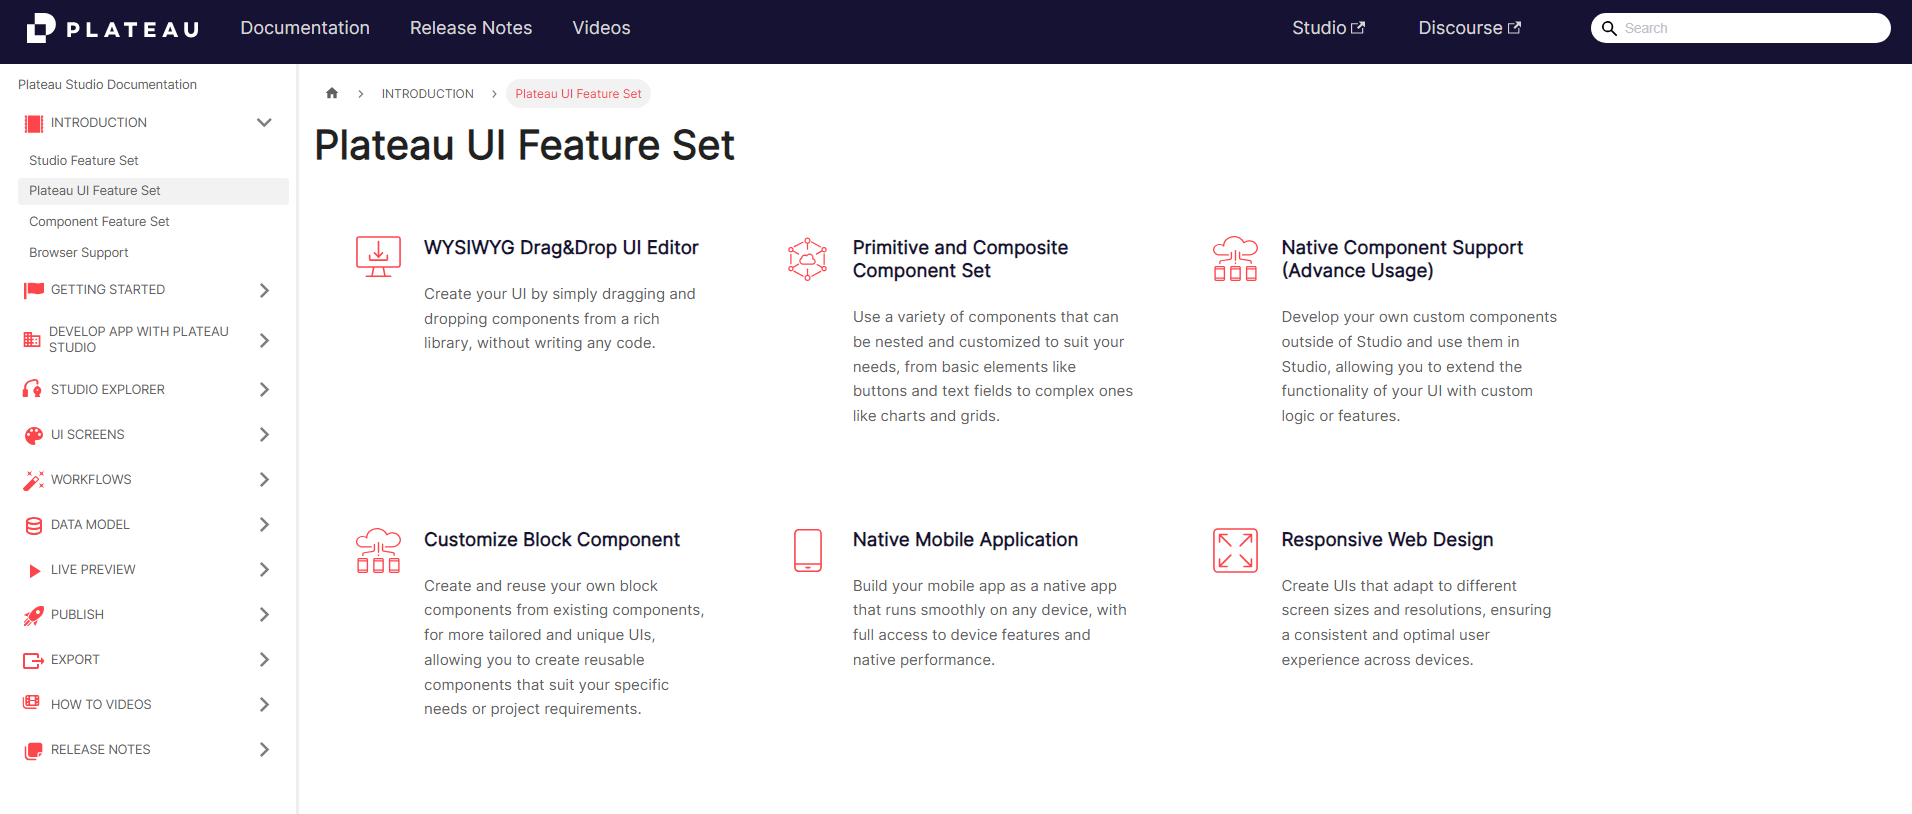 PLATEAU
Documentation
Release Notes
Videos
Studio
Discourse
Search
Plateau Studio Documentation
INTRODUCTION
Studio Feature Set
Plateau UI Feature Set
Component Feature Set
Browser Support
GETTING STARTED
DEVELOP APP WITH PLATEAU
STUDIO
STUDIO EXPLORER
UI SCREENS
WORKFLOWS
DATA MODEL
LIVE PREVIEW
PUBLISH
EXPORT
HOW TO VIDEOS
RELEASE NOTES
INTRODUCTION
Plateau UI Feature Set
Plateau UI Feature Set
WYSIWYG Drag&Drop UI Editor
Create your UI by simply dragging and
dropping components from a rich
library, without writing any code.
Primitive and Composite
Component Set
Use a variety of components that can
be nested and customized to suit your
needs, from basic elements like
buttons and text fields to complex ones
like charts and grids.
Native Component Support
(Advance Usage)
Develop your own custom components
outside of Studio and use them in
Studio, allowing you to extend the
functionality of your UI with custom
logic or features.
Customize Block Component
Create and reuse your own block
components from existing components,
for more tailored and unique UIs,
allowing you to create reusable
components that suit your specific
needs or project requirements.
Native Mobile Application
Build your mobile app as a native app
that runs smoothly on any device, with
full access to device features and
native performance.
Responsive Web Design
Create UIs that adapt to different
screen sizes and resolutions, ensuring
a consistent and optimal user
experience across devices.